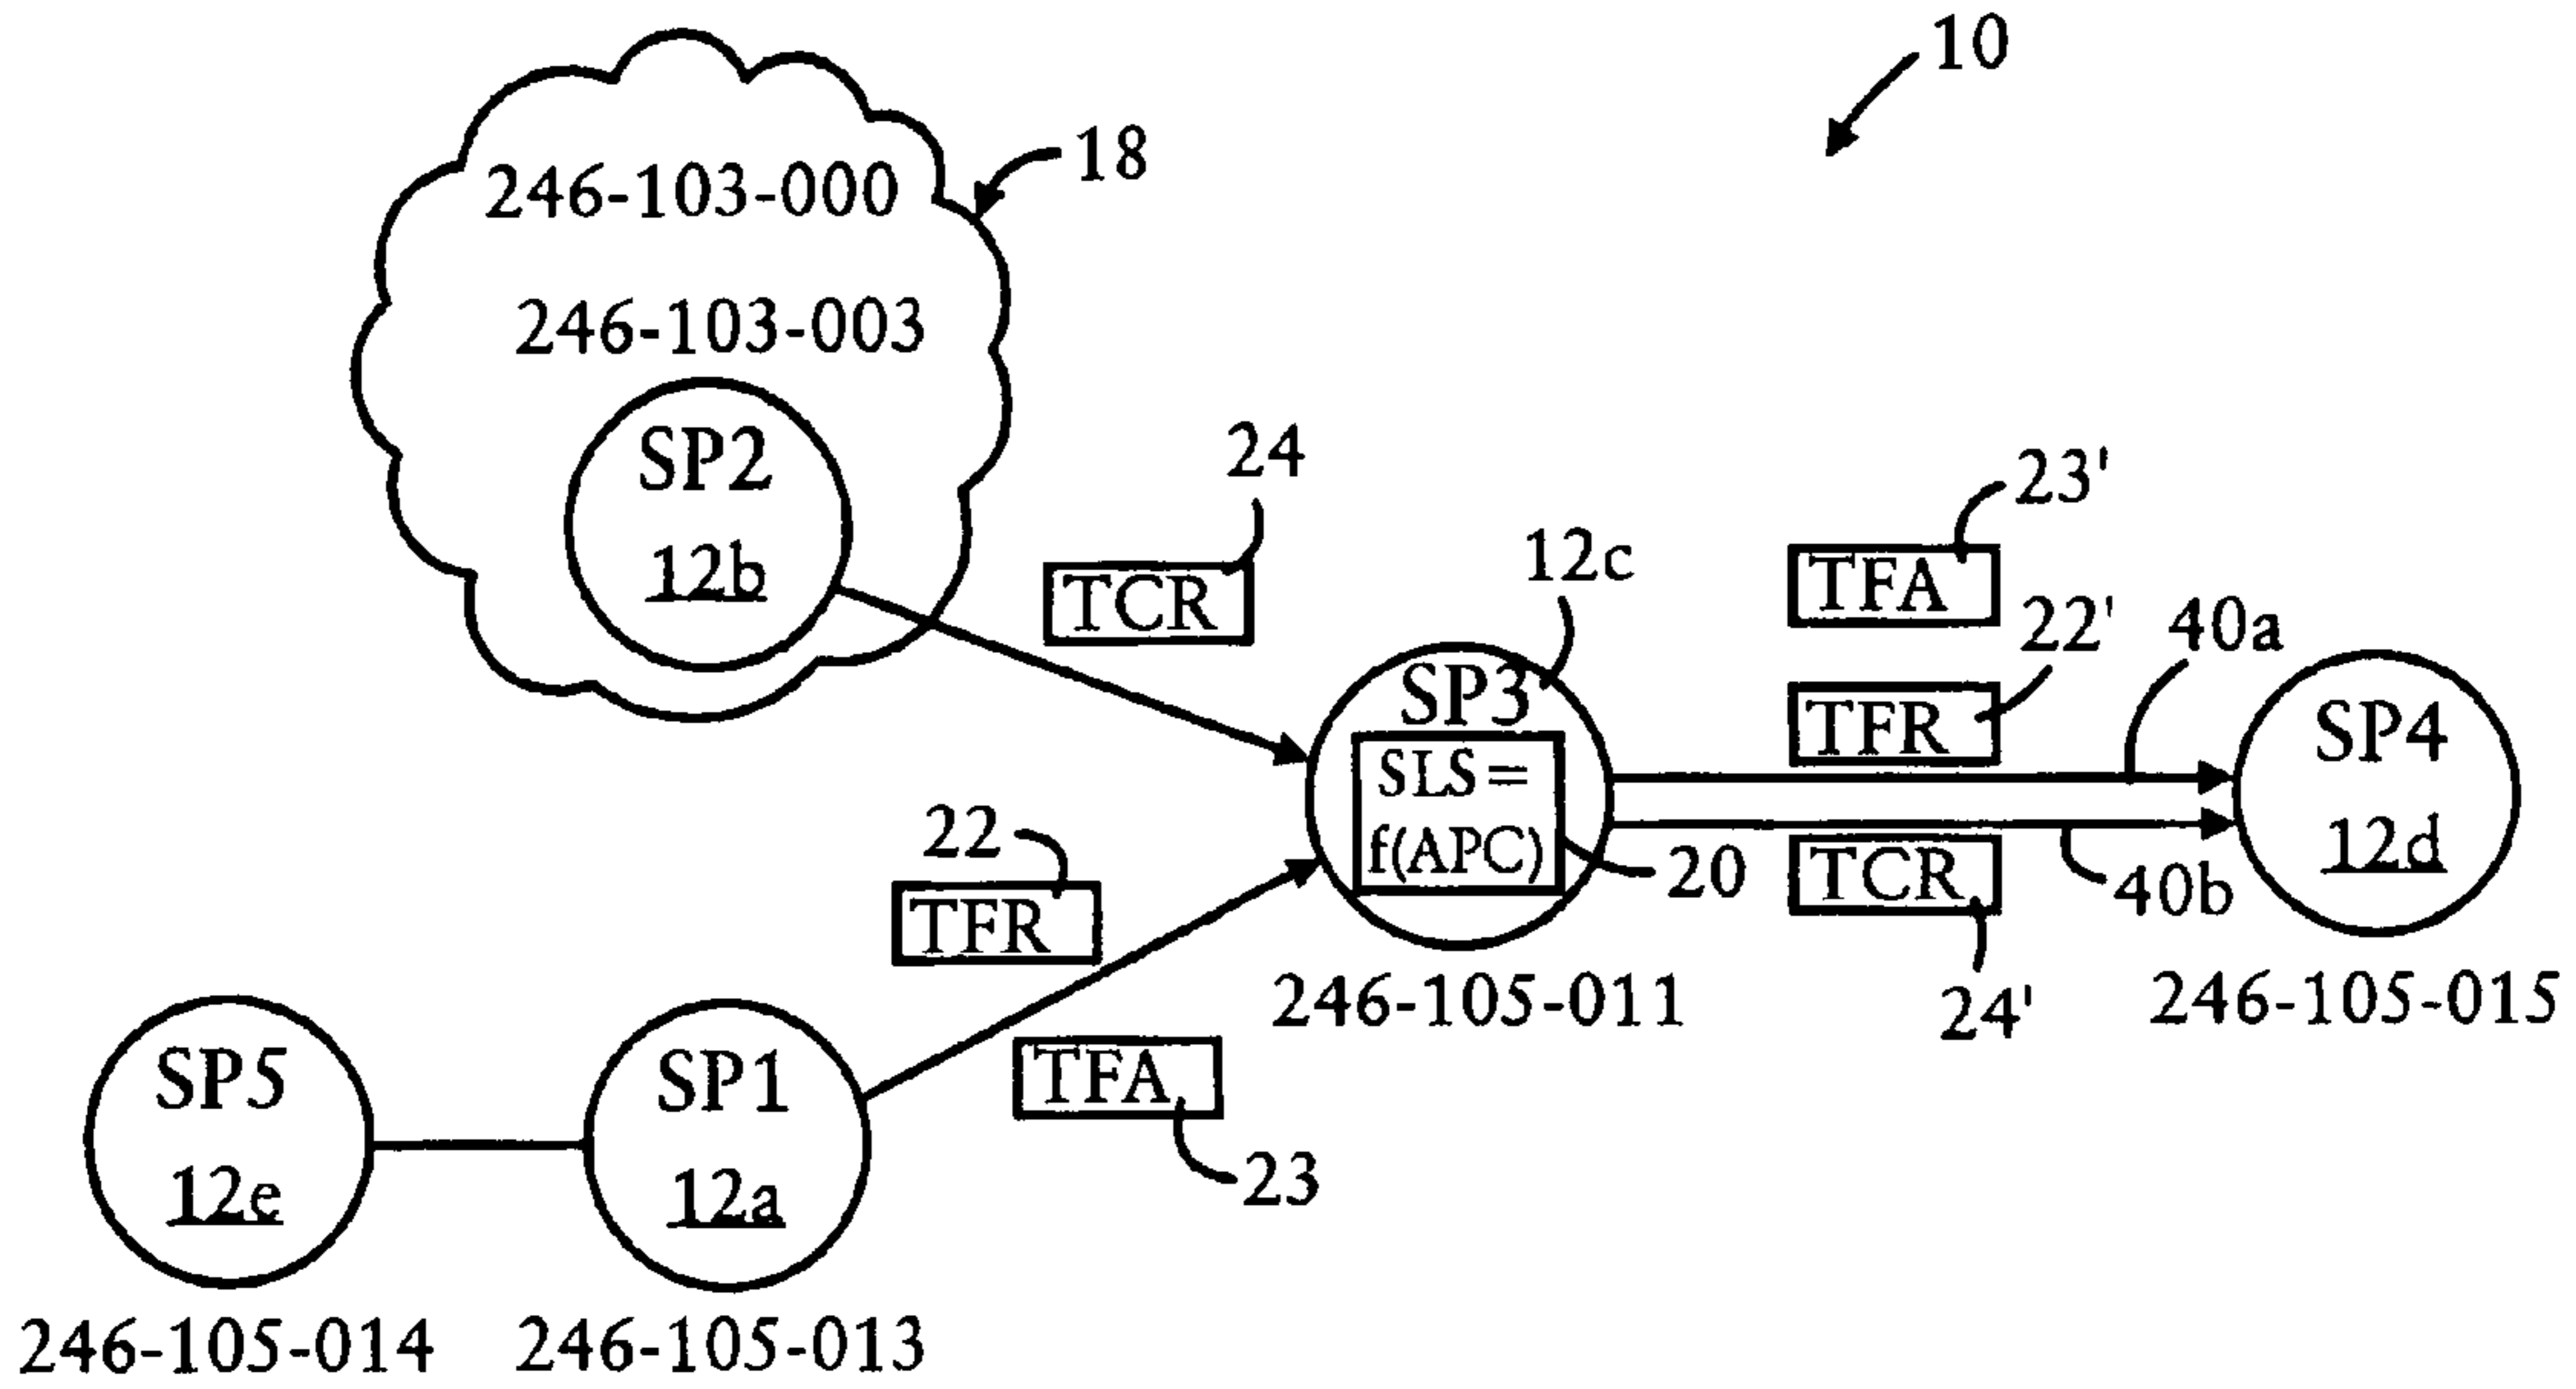 10
18
246-103-000
246-103-003
SP2
12b
24
TCR
12c
23'
TFA
22'
TFR
40a
SP3
SLS =
f(APC)
20
SP4
12d
TCR
40b
24'
246-105-011
246-105-015
22
TFR
TFA
23
SP5
12e
SP1
12a
246-105-014
246-105-013